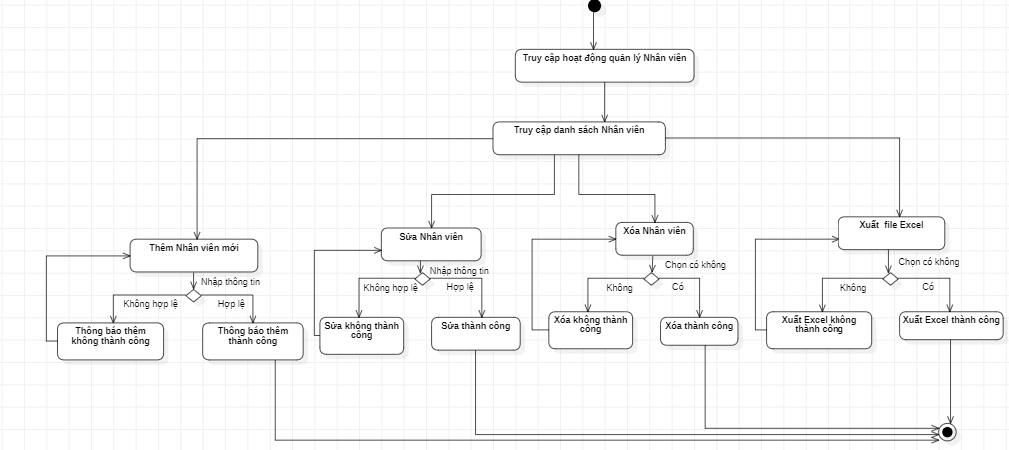 Truy cập hoạt động quản lý Nhân viên
Truy cập danh sách Nhân viên
Thêm Nhân viên mới
Sửa Nhân viên
Xóa Nhân viên
Xuất file Excel
Nhập thông tin
Nhập thông tin
Chọn có không
Chọn có không
Không hợp lệ
Hợp lệ
Không hợp lệ
Hợp lệ
Không
Có
Không
Có
Thông báo thêm
không thành công
Thông báo thêm
thành công
Sửa không thành
công
Sửa thành công
Xóa không thành
công
Xóa thành công
Xuất Excel không
thành công
Xuất Excel thành công